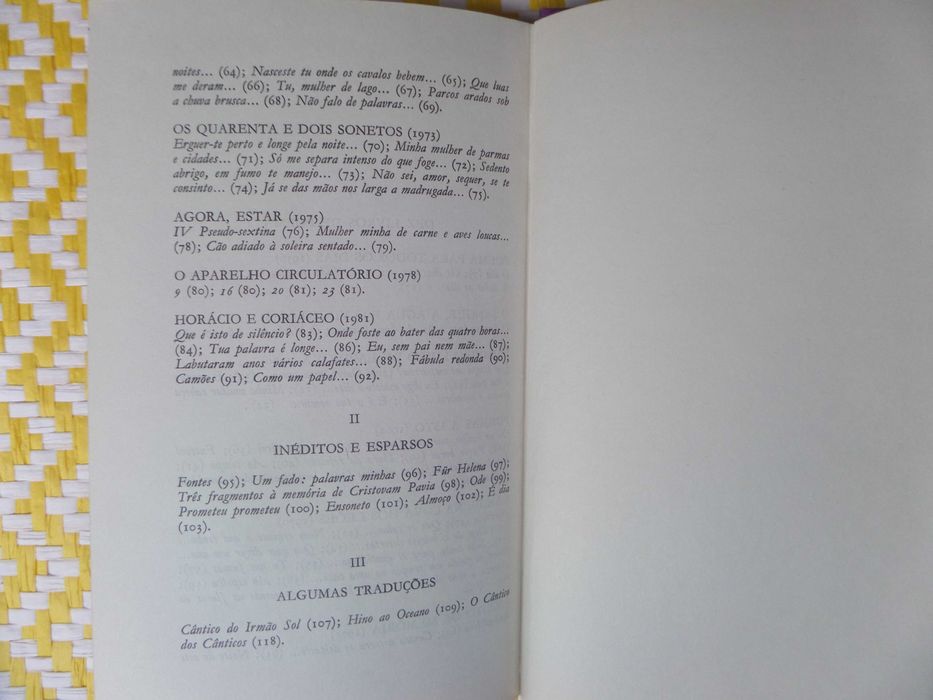 noites... (64); Nasceste tu onde os cavalos bebem... (65); Que luas
me deram... (66); Tu, mulher de lago... (67); Parcos arados sob
a chuva brusca... (68); Não falo de palavras... (69).
OS QUARENTA E DOIS SONETOS (1973)
Erguer-te perto e longe pela noite... (70); Minha mulher de parmas
e cidades... (71); Só me separa intenso do que foge... (72); Sedento
abrigo, em fumo te manejo... (73); Não sei, amor, sequer, se te
consinto... (74); Já se das mãos nos larga a madrugada... (75).
AGORA, ESTAR (1975)
IV Pseudo-sextina (76); Mulher minha de carne e aves loucas...
(78); Cão adiado à soleira sentado... (79).
O APARELHO CIRCULATÓRIO (1978)
9 (80); 16 (80); 20 (81); 23 (81).
HORÁCIO E CORIÁCEO (1981)
Que é isto de silêncio? (83); Onde foste ao bater das quatro horas...
(84); Tua palavra é longe... (86); Eu, sem pai nem mãe... (87);
Labutaram anos vários calafates... (88); Fábula redonda (90);
Camões (91); Como um papel... (92).
II
INÉDITOS E ESPARSOS
Fontes (95); Um fado: palavras minhas (96); Für Helena (97);
Três fragmentos à memória de Cristovam Pavia (98); Ode (99);
Prometeu prometeu (100); Ensoneto (101); Almoço (102); É dia
(103).
III
ALGUMAS TRADUÇÕES
Cântico do Irmão Sol (107); Hino ao Oceano (109); O Cântico
dos Cânticos (118).